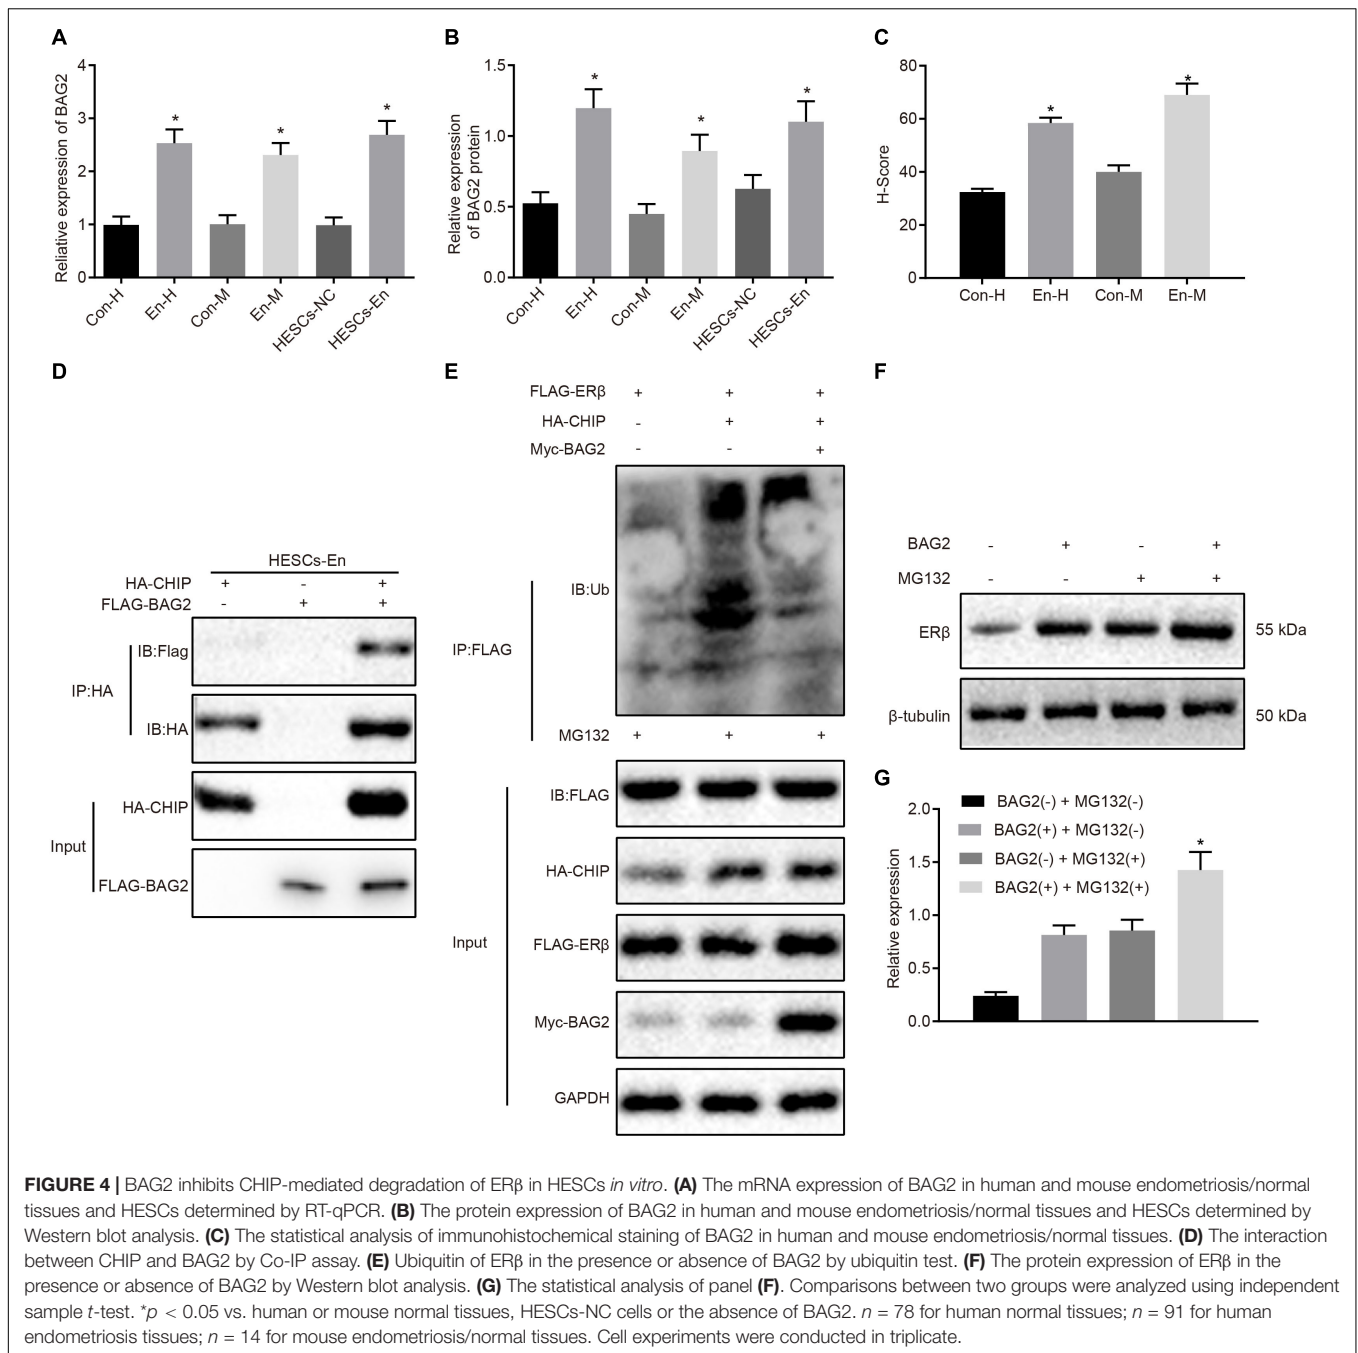 A
Reliative expression of BAG2
4
3
2
1
0
*
*
*
Con-H
En-H
Con-M
En-M
HESCs-NC
HESCs-En
B
Relative expression
of BAG2 protein
1.5
1.0
0.5
0.0
*
*
*
Con-H
En-H
Con-M
En-M
HESCs-NC
HESCs-En
C
H-Score
80
60
40
20
0
*
*
Con-H
En-H
Con-M
En-M
D
HESCs-En
HA-CHIP + - +
FLAG-BAG2 - + +
IP:HA
IB:Flag
IB:HA
Input
HA-CHIP
FLAG-BAG2
E
FLAG-ERβ + + +
HA-CHIP - + +
Myc-BAG2 - - +
IP:FLAG
IB:Ub
MG132 + + +
Input
IB:FLAG
HA-CHIP
FLAG-ERβ
Myc-BAG2
GAPDH
F
BAG2 - + - +
MG132 - - + +
ERβ 55 kDa
β-tubulin 50 kDa
G
Relative expression
2.0
1.5
1.0
0.5
0.0
BAG2(-) + MG132(-)
BAG2(+) + MG132(-)
BAG2(-) + MG132(+)
BAG2(+) + MG132(+)
*
FIGURE 4 | BAG2 inhibits CHIP-mediated degradation of ERβ in HESCs in vitro. (A) The mRNA expression of BAG2 in human and mouse endometriosis/normal
tissues and HESCs determined by RT-qPCR. (B) The protein expression of BAG2 in human and mouse endometriosis/normal tissues and HESCs determined by
Western blot analysis. (C) The statistical analysis of immunohistochemical staining of BAG2 in human and mouse endometriosis/normal tissues. (D) The interaction
between CHIP and BAG2 by Co-IP assay. (E) Ubiquitin of ERβ in the presence or absence of BAG2 by ubiquitin test. (F) The protein expression of ERβ in the
presence or absence of BAG2 by Western blot analysis. (G) The statistical analysis of panel (F). Comparisons between two groups were analyzed using independent
sample t-test. *p < 0.05 vs. human or mouse normal tissues, HESCs-NC cells or the absence of BAG2. n = 78 for human normal tissues; n = 91 for human
endometriosis tissues; n = 14 for mouse endometriosis/normal tissues. Cell experiments were conducted in triplicate.